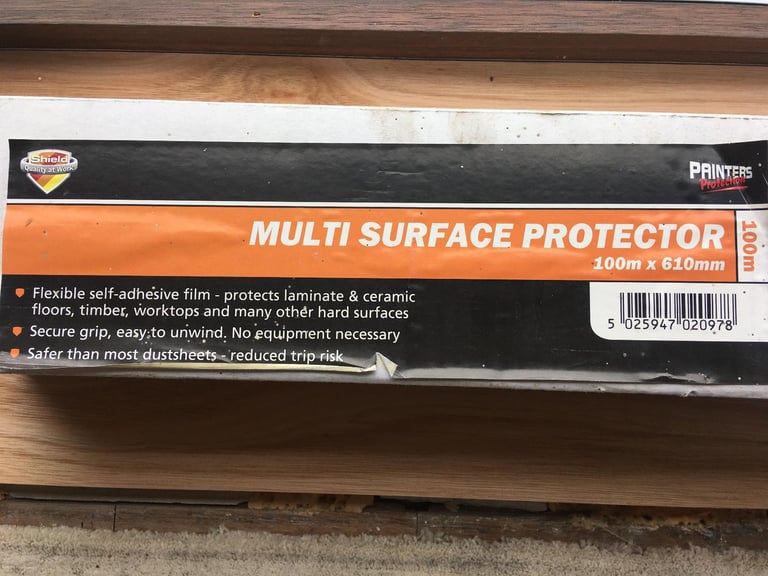 Shield
Quality at Work
PAINTERS
Protection
MULTI SURFACE PROTECTOR
100m x 610mm
100m
Flexible self-adhesive film - protects laminate & ceramic
floors, timber, worktops and many other hard surfaces
Secure grip, easy to unwind. No equipment necessary
Safer than most dustsheets - reduced trip risk
5 025947 020978